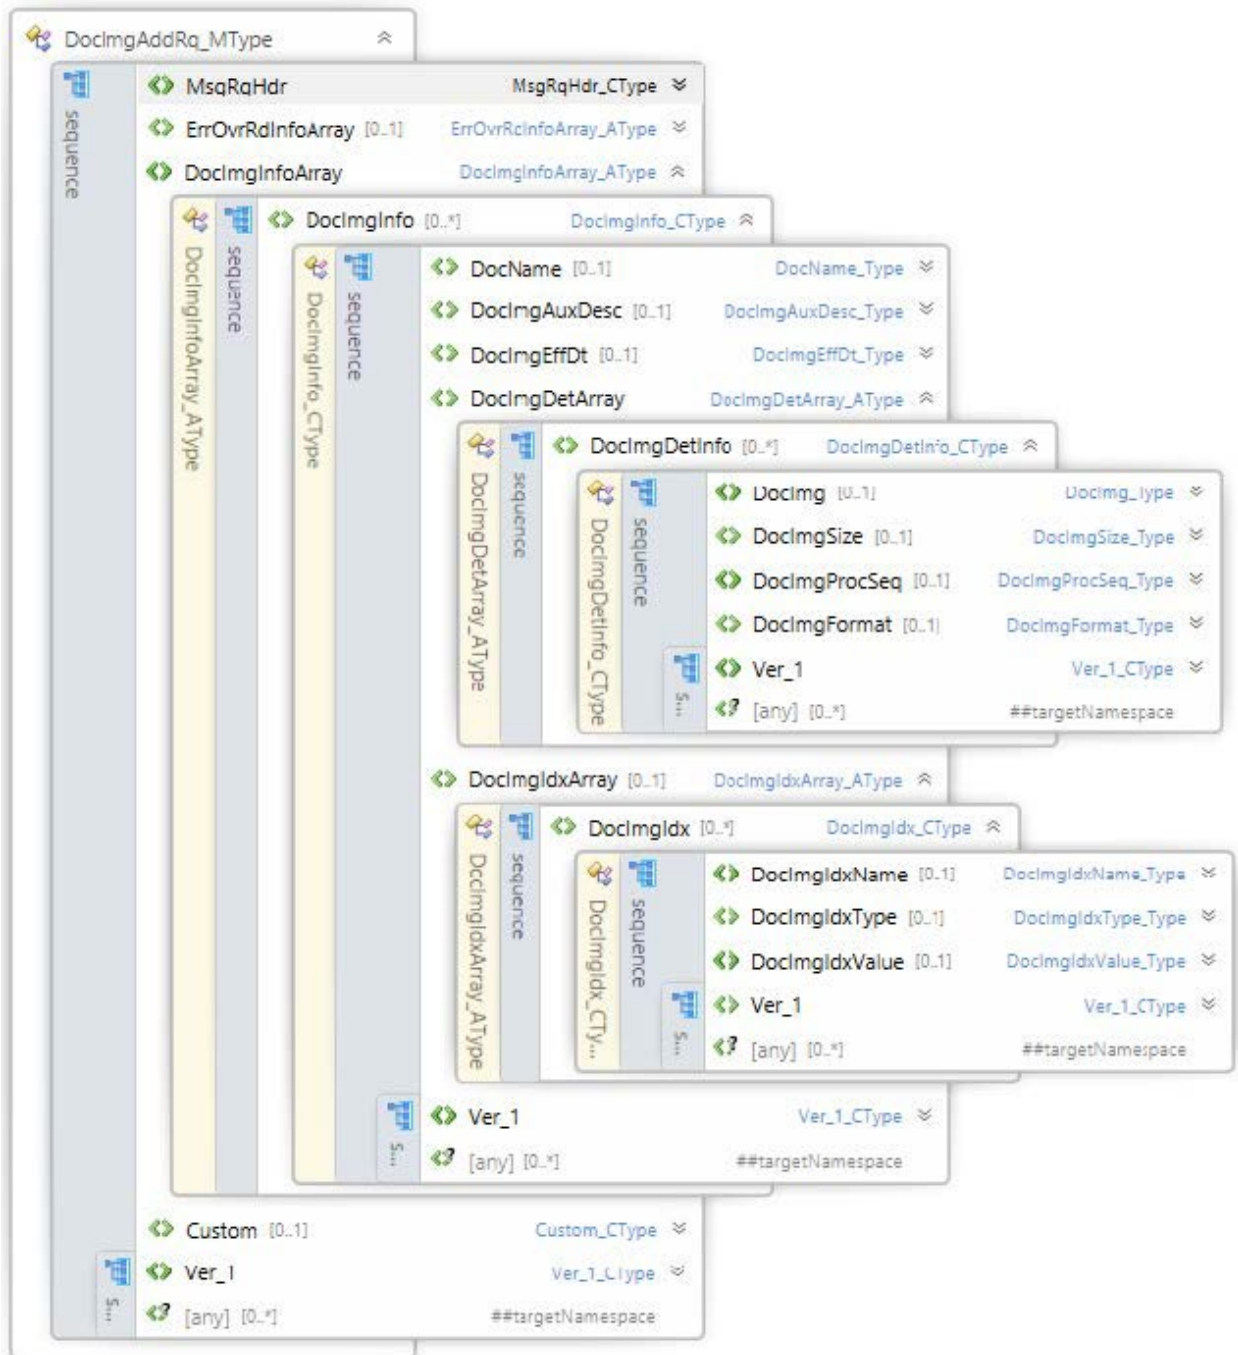 DocImgAddRq_MType
sequence
MsgRqHdr MsgRqHdr_CType
ErrOvrRdInfoArray [0..1] ErrOvrRdInfoArray_AType
DocImgInfoArray DocImgInfoArray_AType
DocImgInfoArray_AType
sequence
DocImgInfo [0..*] DocImgInfo_CType
DocImgInfo_CType
sequence
DocName [0..1] DocName_Type
DocImgAuxDesc [0..1] DocImgAuxDesc_Type
DocImgEffDt [0..1] DocImgEffDt_Type
DocImgDetArray DocImgDetArray_AType
DocImgDetArray_AType
sequence
DocImgDetInfo [0..*] DocImgDetInfo_CType
DocImgDetInfo_CType
sequence
DocImg [0..1] DocImg_Type
DocImgSize [0..1] DocImgSize_Type
DocImgProcSeq [0..1] DocImgProcSeq_Type
DocImgFormat [0..1] DocImgFormat_Type
s...
Ver_1 Ver_1_CType
[any] [0..*] ##targetNamespace
DocImgIdxArray [0..1] DocImgIdxArray_AType
DocImgIdxArray_AType
sequence
DocImgIdx [0..*] DocImgIdx_CType
DocImgIdx_CTy...
sequence
DocImgIdxName [0..1] DocImgIdxName_Type
DocImgIdxType [0..1] DocImgIdxType_Type
DocImgIdxValue [0..1] DocImgIdxValue_Type
s...
Ver_1 Ver_1_CType
[any] [0..*] ##targetNamespace
s...
Ver_1 Ver_1_CType
[any] [0..*] ##targetNamespace
Custom [0..1] Custom_CType
s...
Ver_1 Ver_1_CType
[any] [0..*] ##targetNamespace